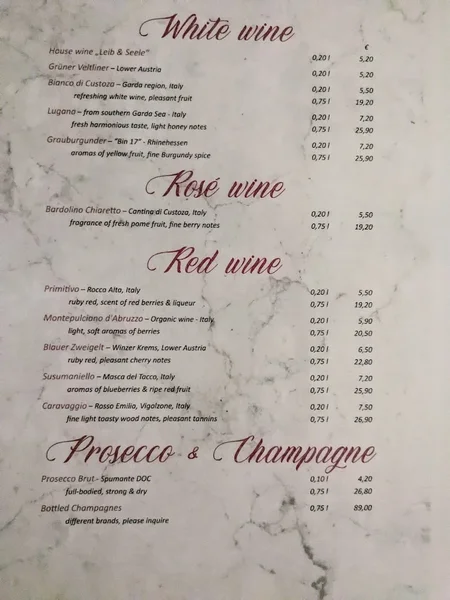 White wine
€
House wine „Leib & Seele" 0,20 l 5,20
Grüner Veltliner – Lower Austria 0,20 l 5,20
Bianco di Custoza – Garda region, Italy 0,20 l 5,50
refreshing white wine, pleasant fruit 0,75 l 19,20
Lugana – from southern Garda Sea - Italy 0,20 l 7,20
fresh harmonious taste, light honey notes 0,75 l 25,90
Grauburgunder – "Bin 17" - Rhinehessen 0,20 l 7,20
aromas of yellow fruit, fine Burgundy spice 0,75 l 25,90
Rosé wine
Bardolino Chiaretto – Cantina di Custoza, Italy 0,20 l 5,50
fragrance of fresh pome fruit, fine berry notes 0,75 l 19,20
Red wine
Primitivo – Rocca Alta, Italy 0,20 l 5,50
ruby red, scent of red berries & liqueur 0,75 l 19,20
Montepulciano d'Abruzzo – Organic wine - Italy 0,20 l 5,90
light, soft aromas of berries 0,75 l 20,50
Blauer Zweigelt – Winzer Krems, Lower Austria 0,20 l 6,50
ruby red, pleasant cherry notes 0,75 l 22,80
Susumaniello – Masca del Tacco, Italy 0,20 l 7,20
aromas of blueberries & ripe red fruit 0,75 l 25,90
Caravaggio – Rosso Emilia, Vigolzone, Italy 0,20 l 7,50
fine light toasty wood notes, pleasant tannins 0,75 l 26,90
Prosecco & Champagne
Prosecco Brut - Spumante DOC 0,10 l 4,20
full-bodied, strong & dry 0,75 l 26,80
Bottled Champagnes 0,75 l 89,00
different brands, please inquire